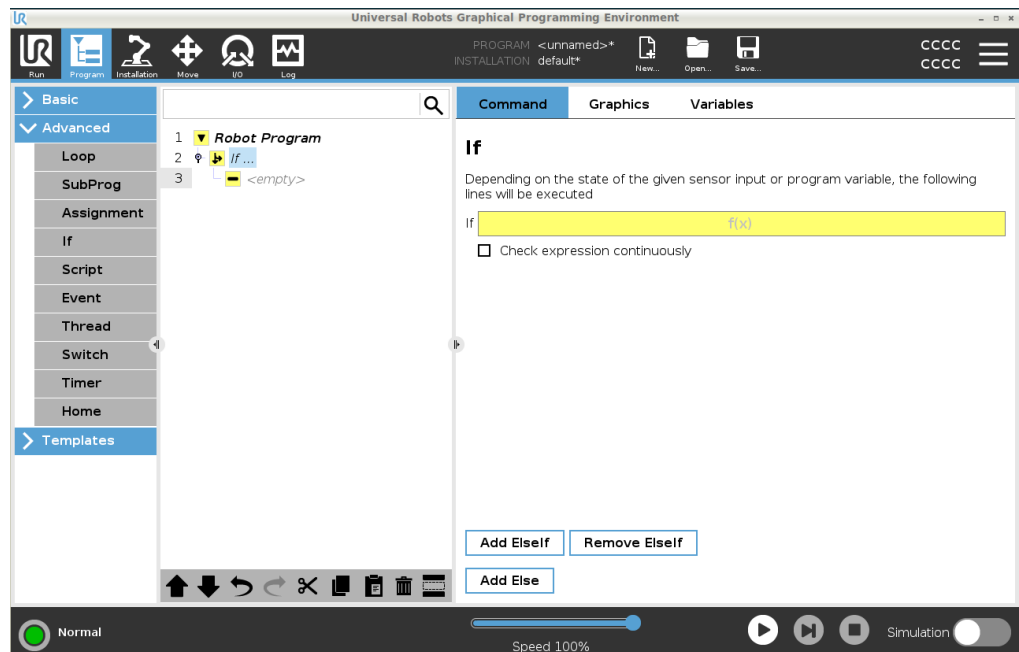 Universal Robots Graphical Programming Environment
UR
Run
Program
Installation
Move
I/O
Log
PROGRAM <unnamed>*
INSTALLATION default*
New...
Open...
Save...
CCCC
CCCC
Basic
Advanced
Loop
SubProg
Assignment
If
Script
Event
Thread
Switch
Timer
Home
Templates
1 Robot Program
2 If ...
3 <empty>
Command Graphics Variables
If
Depending on the state of the given sensor input or program variable, the following
lines will be executed
If f(x)
Check expression continuously
Add ElseIf Remove ElseIf
Add Else
Normal
Speed 100%
Simulation